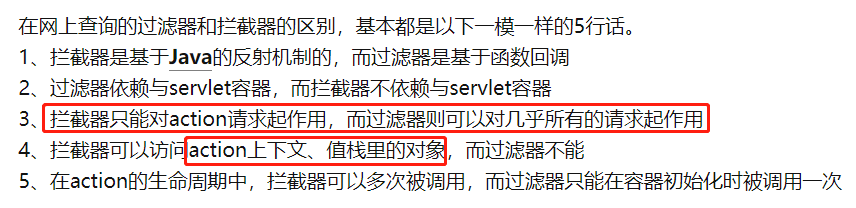 在网上查询的过滤器和拦截器的区别，基本都是以下一模一样的5行话。
1、拦截器是基于Java的反射机制的，而过滤器是基于函数回调
2、过滤器依赖与servlet容器，而拦截器不依赖与servlet容器
3、拦截器只能对action请求起作用，而过滤器则可以对几乎所有的请求起作用
4、拦截器可以访问action上下文、值栈里的对象，而过滤器不能
5、在action的生命周期中，拦截器可以多次被调用，而过滤器只能在容器初始化时被调用一次